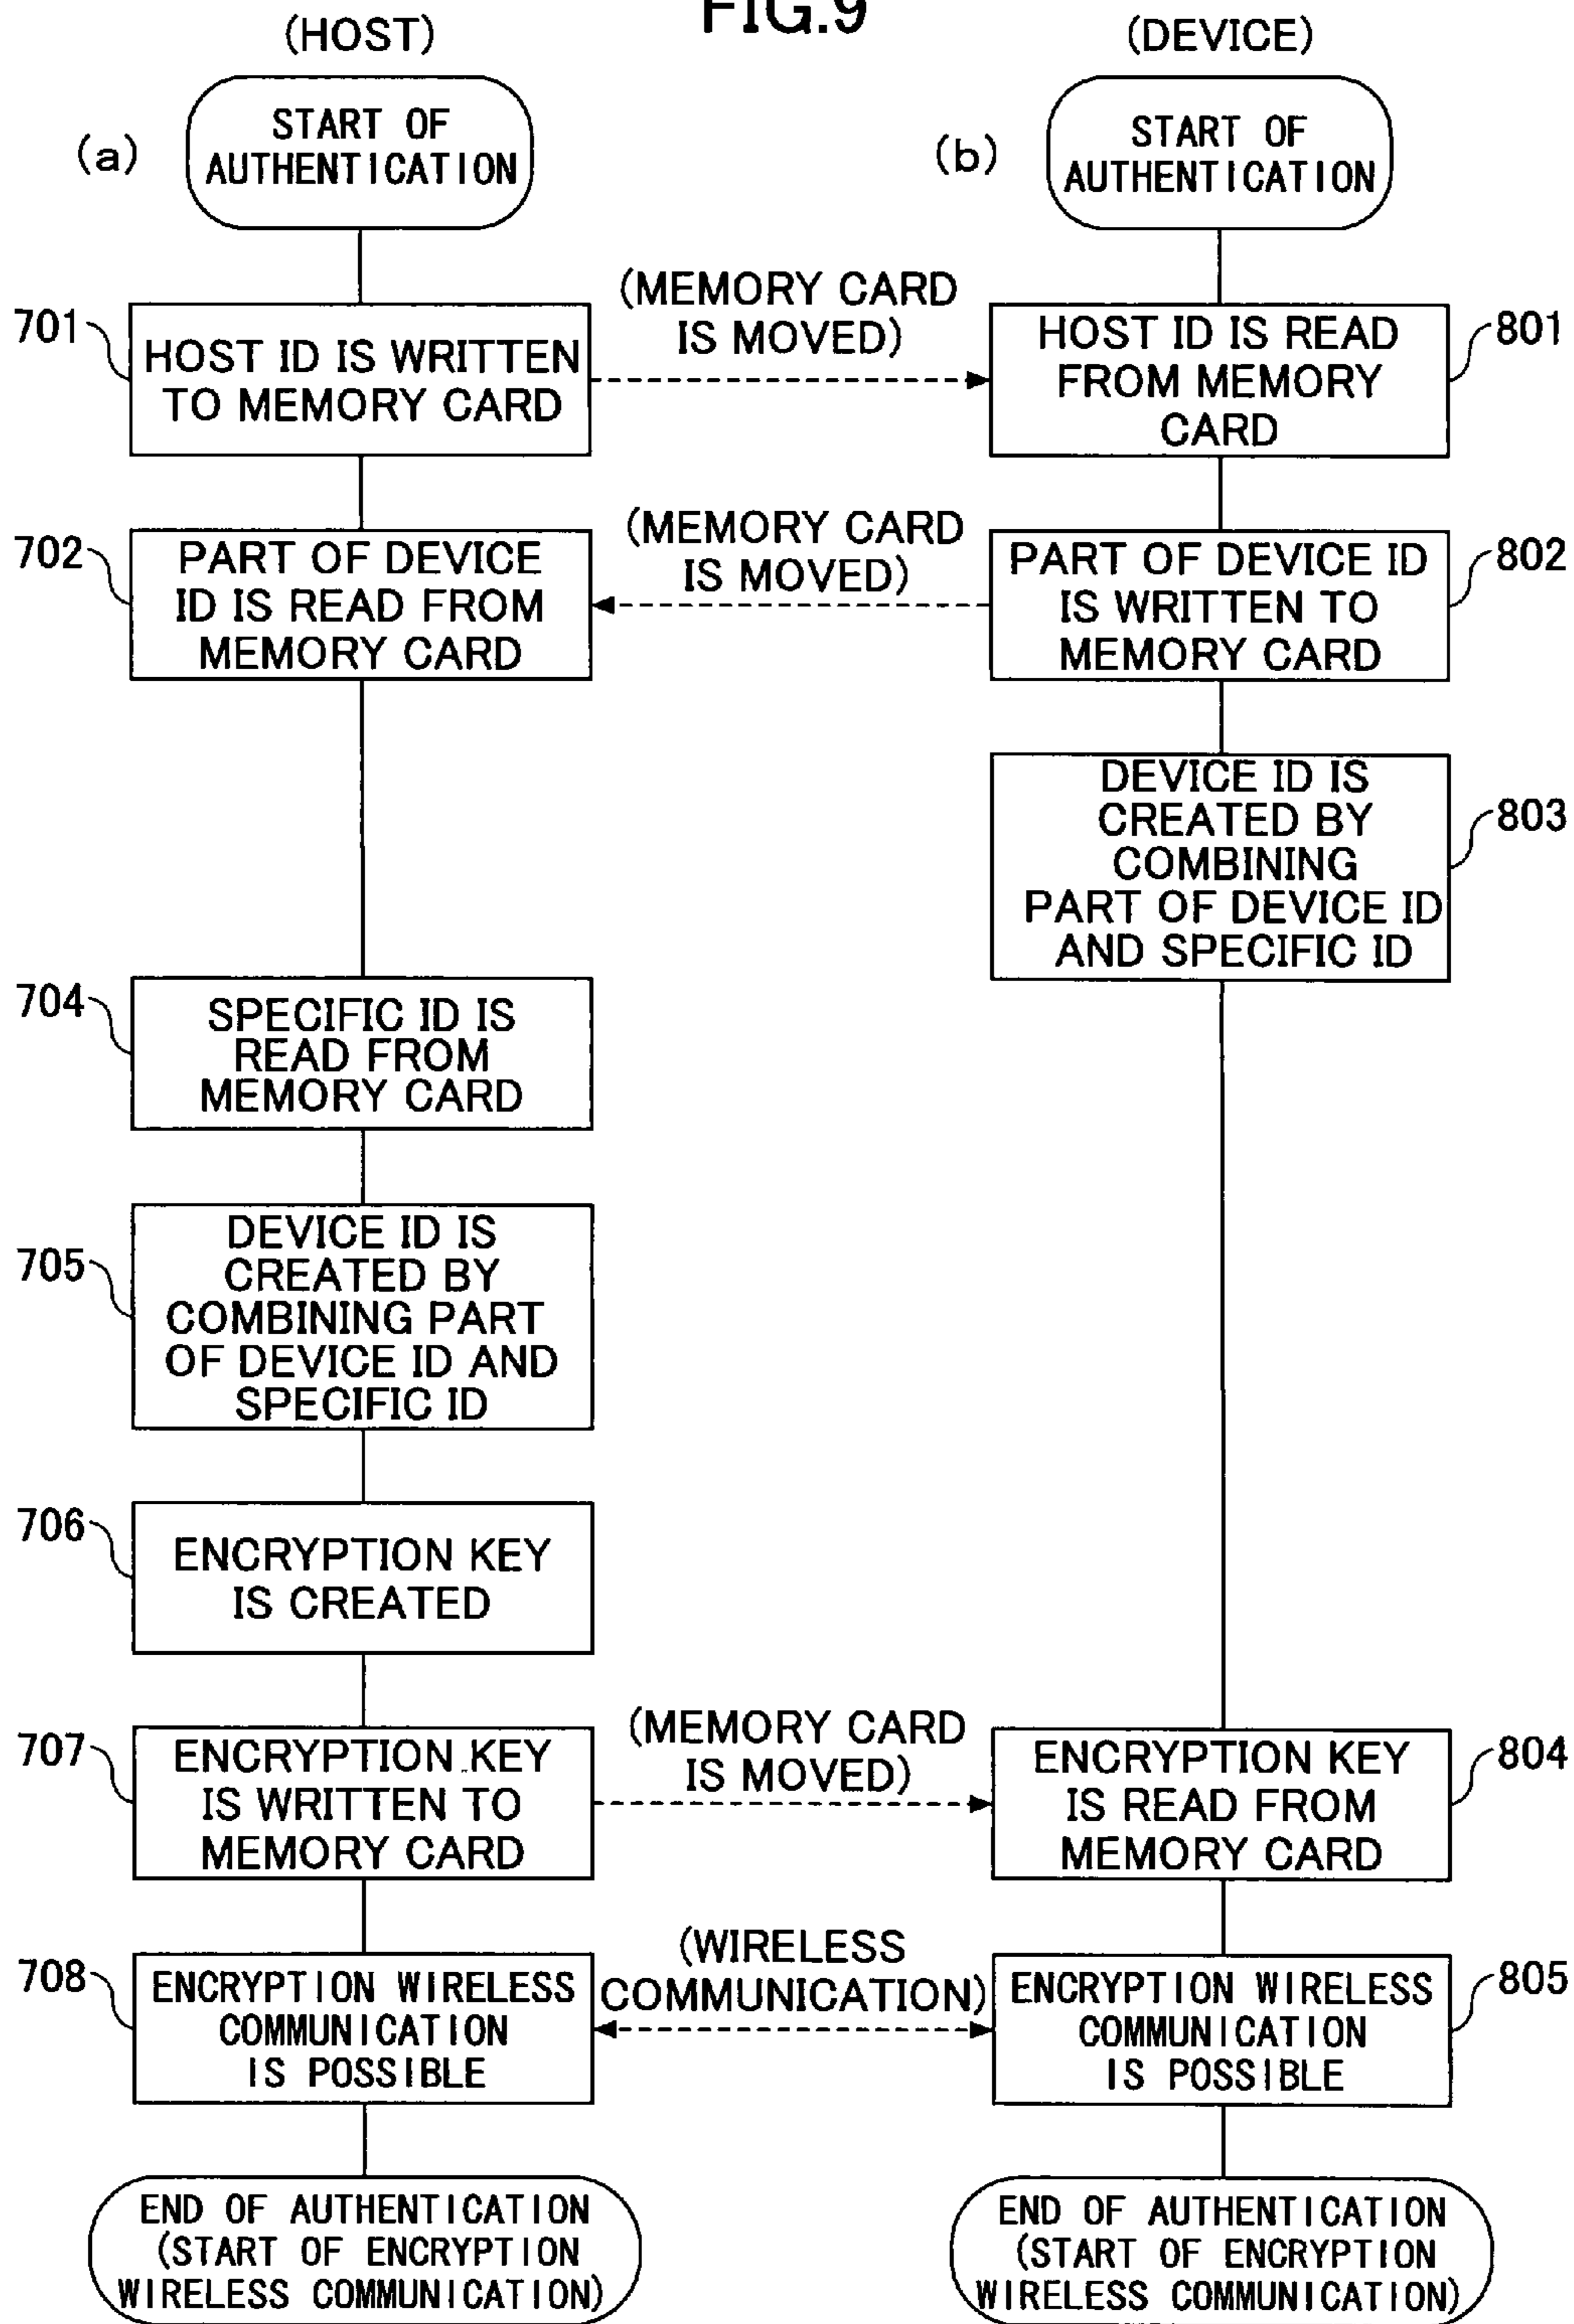 FIG.9
(HOST)
(DEVICE)
(a)
START OF
AUTHENTICATION
(b)
START OF
AUTHENTICATION
701
HOST ID IS WRITTEN
TO MEMORY CARD
(MEMORY CARD
IS MOVED)
HOST ID IS READ
FROM MEMORY
CARD
801
702
PART OF DEVICE
ID IS READ FROM
MEMORY CARD
(MEMORY CARD
IS MOVED)
PART OF DEVICE ID
IS WRITTEN TO
MEMORY CARD
802
DEVICE ID IS
CREATED BY
COMBINING
PART OF DEVICE ID
AND SPECIFIC ID
803
704
SPECIFIC ID IS
READ FROM
MEMORY CARD
705
DEVICE ID IS
CREATED BY
COMBINING PART
OF DEVICE ID AND
SPECIFIC ID
706
ENCRYPTION KEY
IS CREATED
707
ENCRYPTION KEY
IS WRITTEN TO
MEMORY CARD
(MEMORY CARD
IS MOVED)
ENCRYPTION KEY
IS READ FROM
MEMORY CARD
804
708
ENCRYPTION WIRELESS
COMMUNICATION
IS POSSIBLE
(WIRELESS
COMMUNICATION)
ENCRYPTION WIRELESS
COMMUNICATION
IS POSSIBLE
805
END OF AUTHENTICATION
(START OF ENCRYPTION
WIRELESS COMMUNICATION)
END OF AUTHENTICATION
(START OF ENCRYPTION
WIRELESS COMMUNICATION)